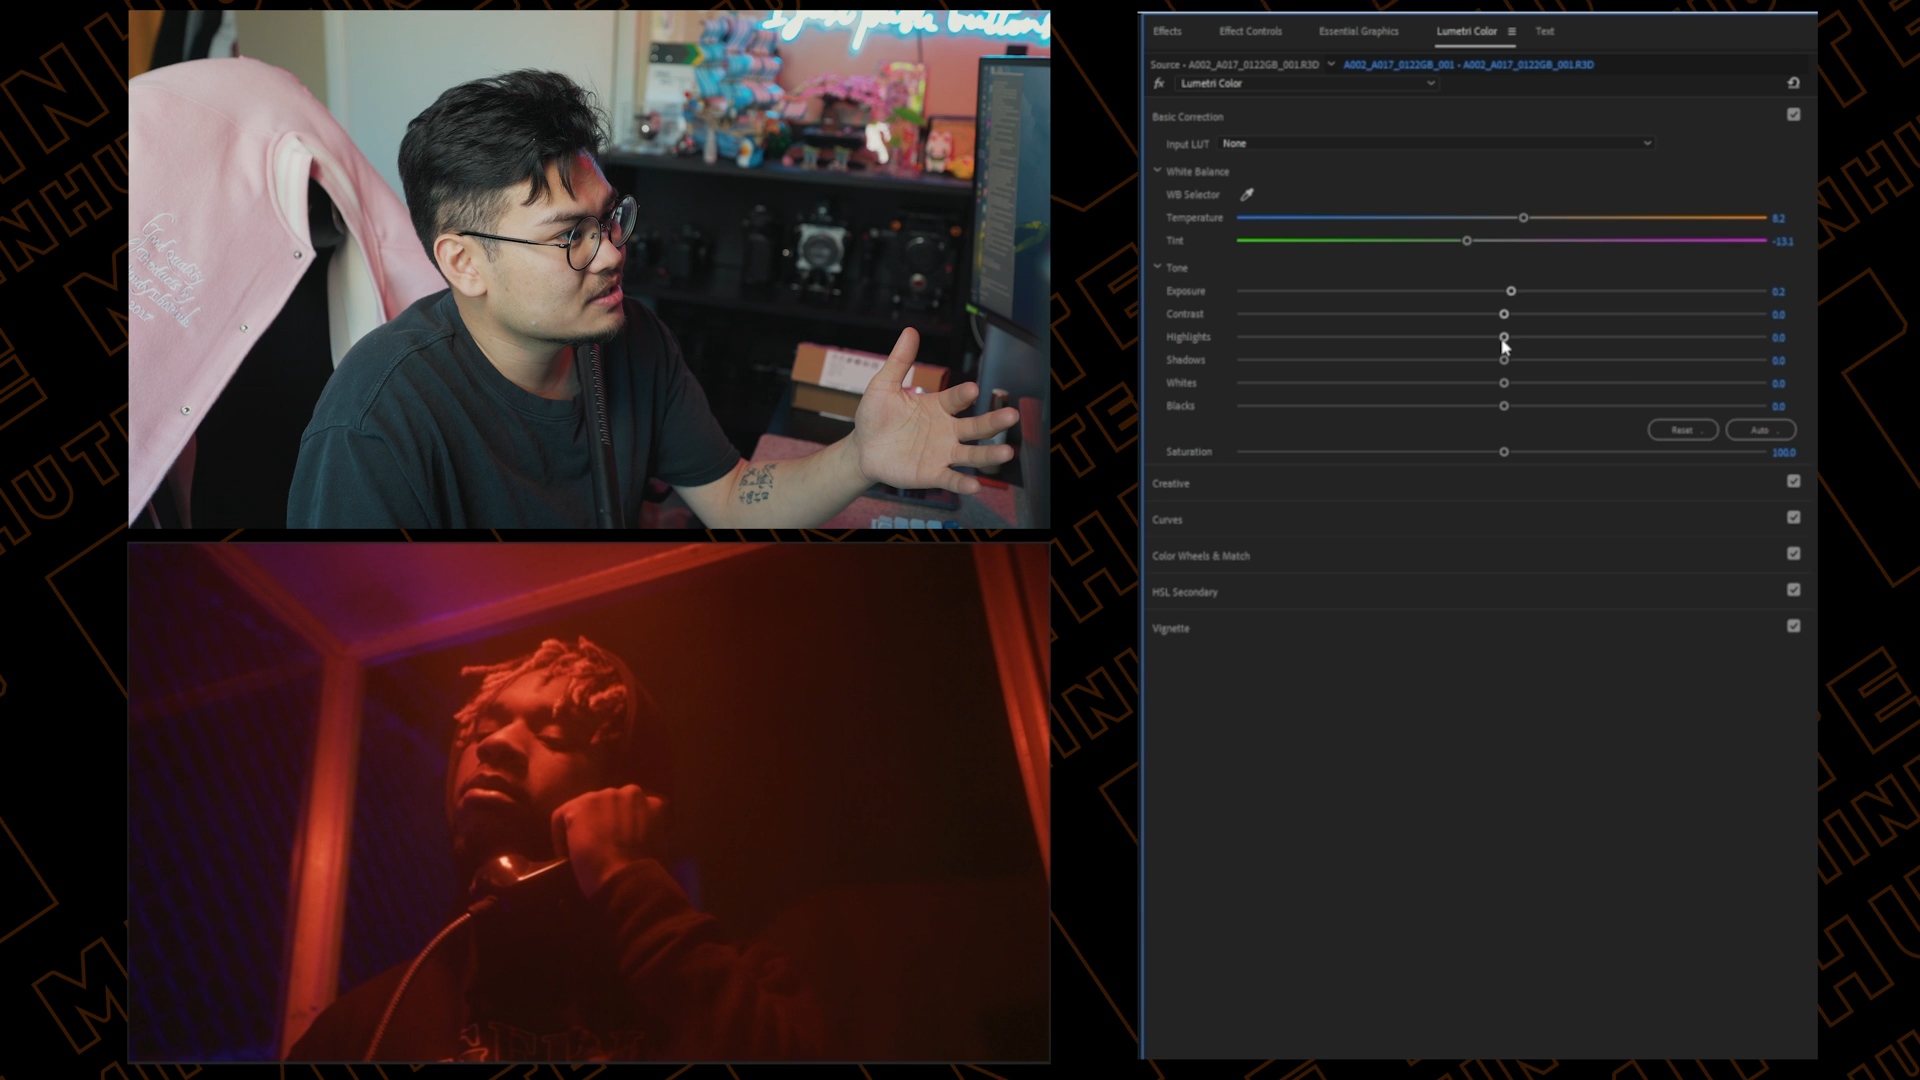 I just push buttons
Effects
Effect Controls
Essential Graphics
Lumetri Color
Text
Source • A002_A017_0122GB_001.R3D
A002_A017_0122GB_001 • A002_A017_0122GB_001.R3D
fx Lumetri Color
Basic Correction
Input LUT None
White Balance
WB Selector
Temperature 8.2
Tint -13.1
Tone
Exposure 0.2
Contrast 0.0
Highlights 0.0
Shadows 0.0
Whites 0.0
Blacks 0.0
Reset
Auto
Saturation 100.0
Creative
Curves
Color Wheels & Match
HSL Secondary
Vignette